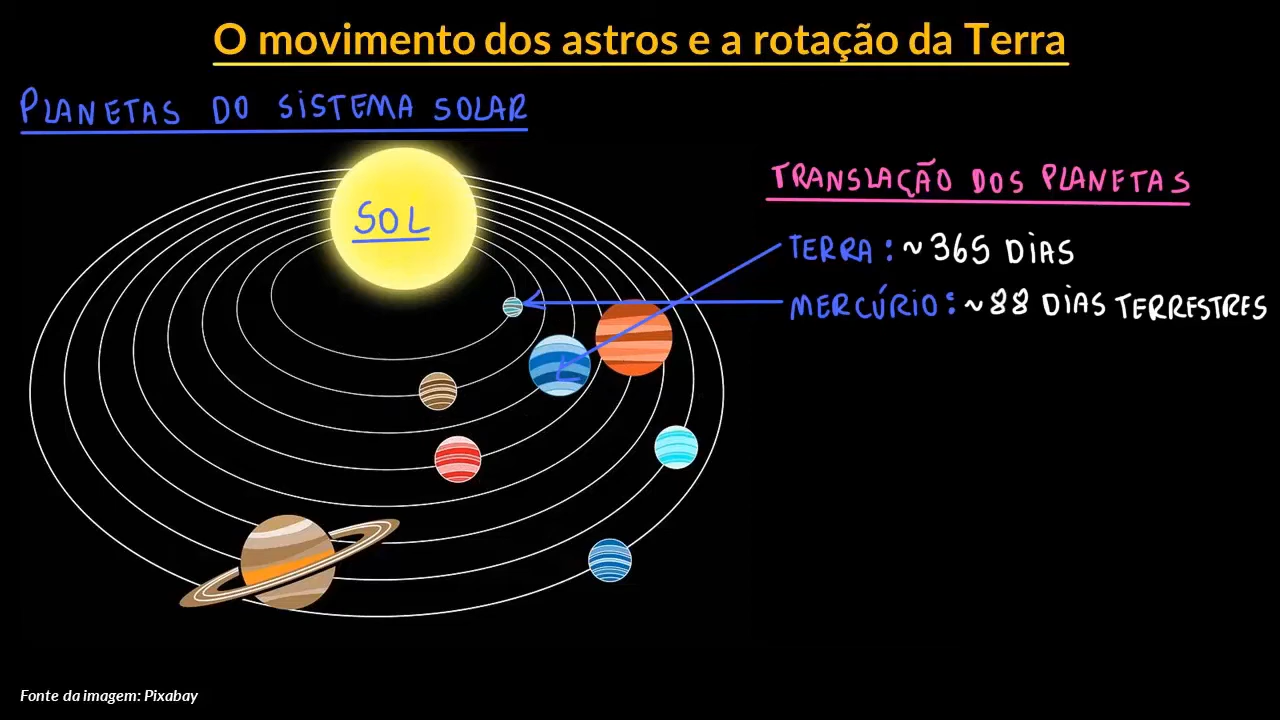 O movimento dos astros e a rotação da Terra
PLANETAS DO SISTEMA SOLAR
SOL
TRANSLAÇÃO DOS PLANETAS
TERRA: ~365 DIAS
MERCÚRIO: ~88 DIAS TERRESTRES
Fonte da imagem: Pixabay